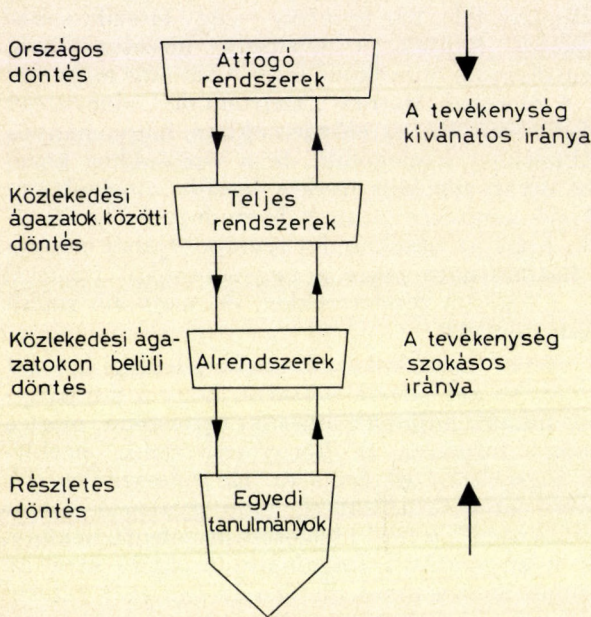 Országos
döntés
Átfogó
rendszerek
A tevékenység
kívánatos iránya
Közlekedési
ágazatok közötti
döntés
Teljes
rendszerek
Közlekedési ága-
zatokon belüli
döntés
Alrendszerek
A tevékenység
szokásos
iránya
Részletes
döntés
Egyedi
tanulmányok